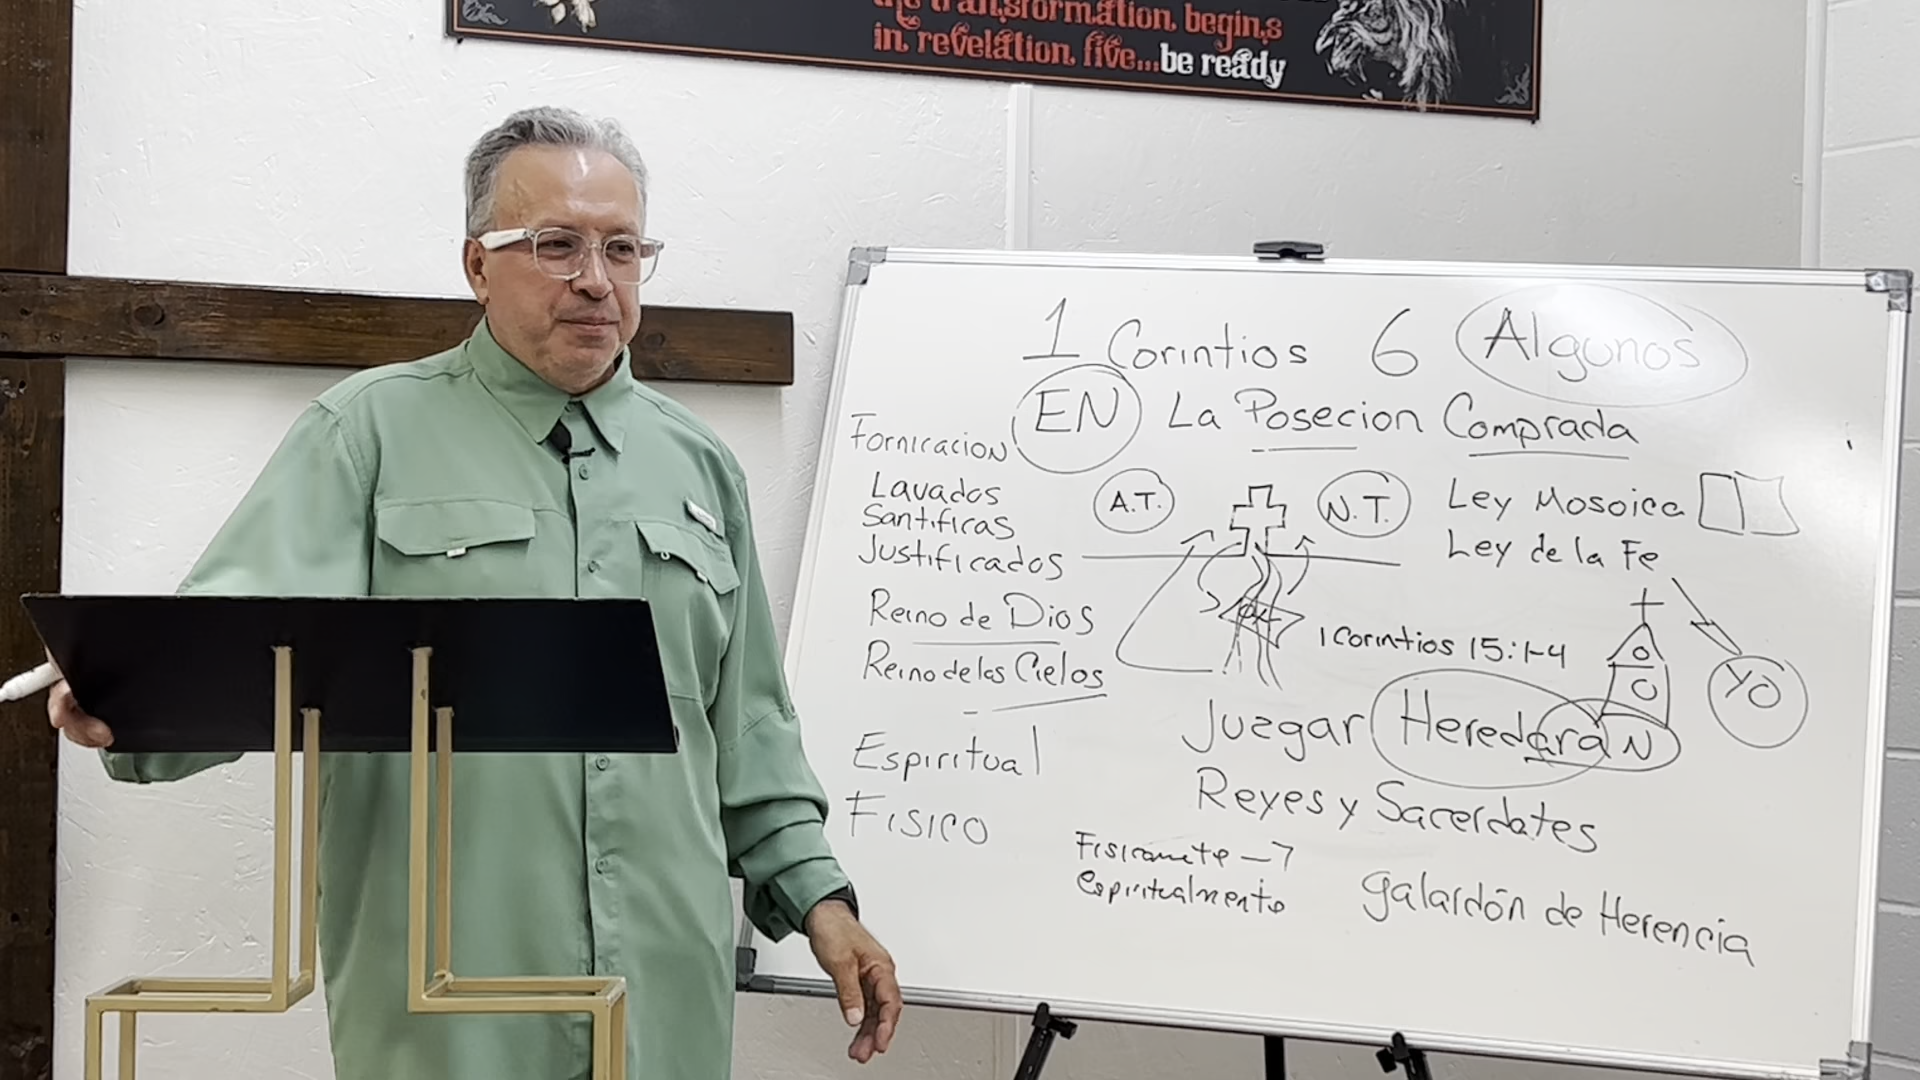 the transformation begins
in revelation five...be ready
1 Corintios 6 Algunos
EN La Posecion Comprada
Fornicacion
Lavados
Santificas
Justificados
Reino de Dios
Reino de los Cielos
Espiritual
Fisico
A.T.
N.T.
Ley Mosoica
Ley de la Fe
1 Corintios 15:1-4
YO
Juzgar Heredaran
Reyes y Sacerdates
Fisicamete
espiritualmente
galardón de Herencia